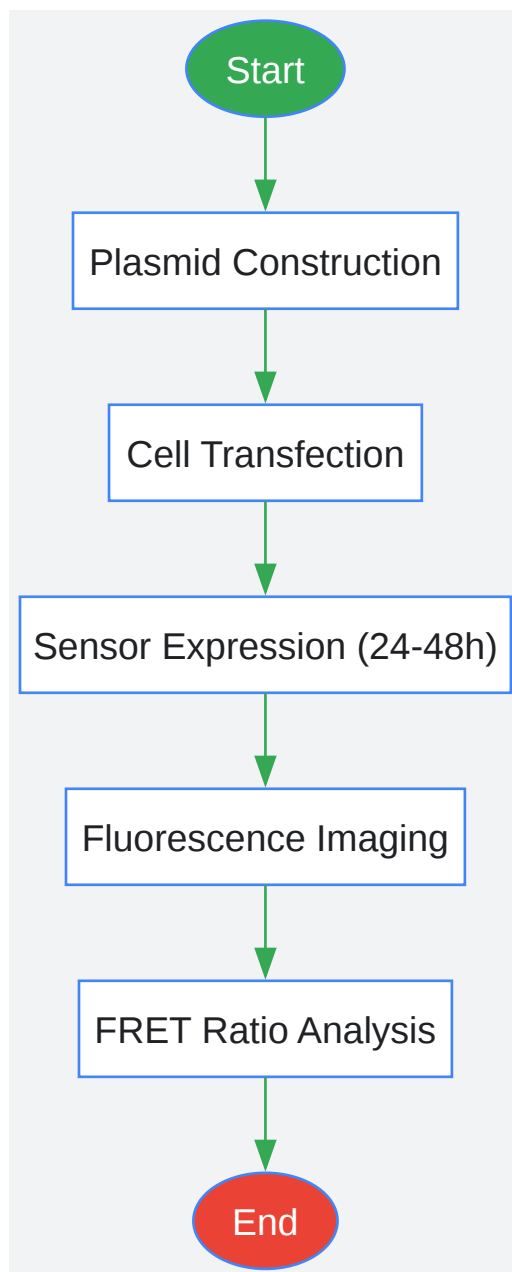 Start
Plasmid Construction
Cell Transfection
Sensor Expression (24-48h)
Fluorescence Imaging
FRET Ratio Analysis
End